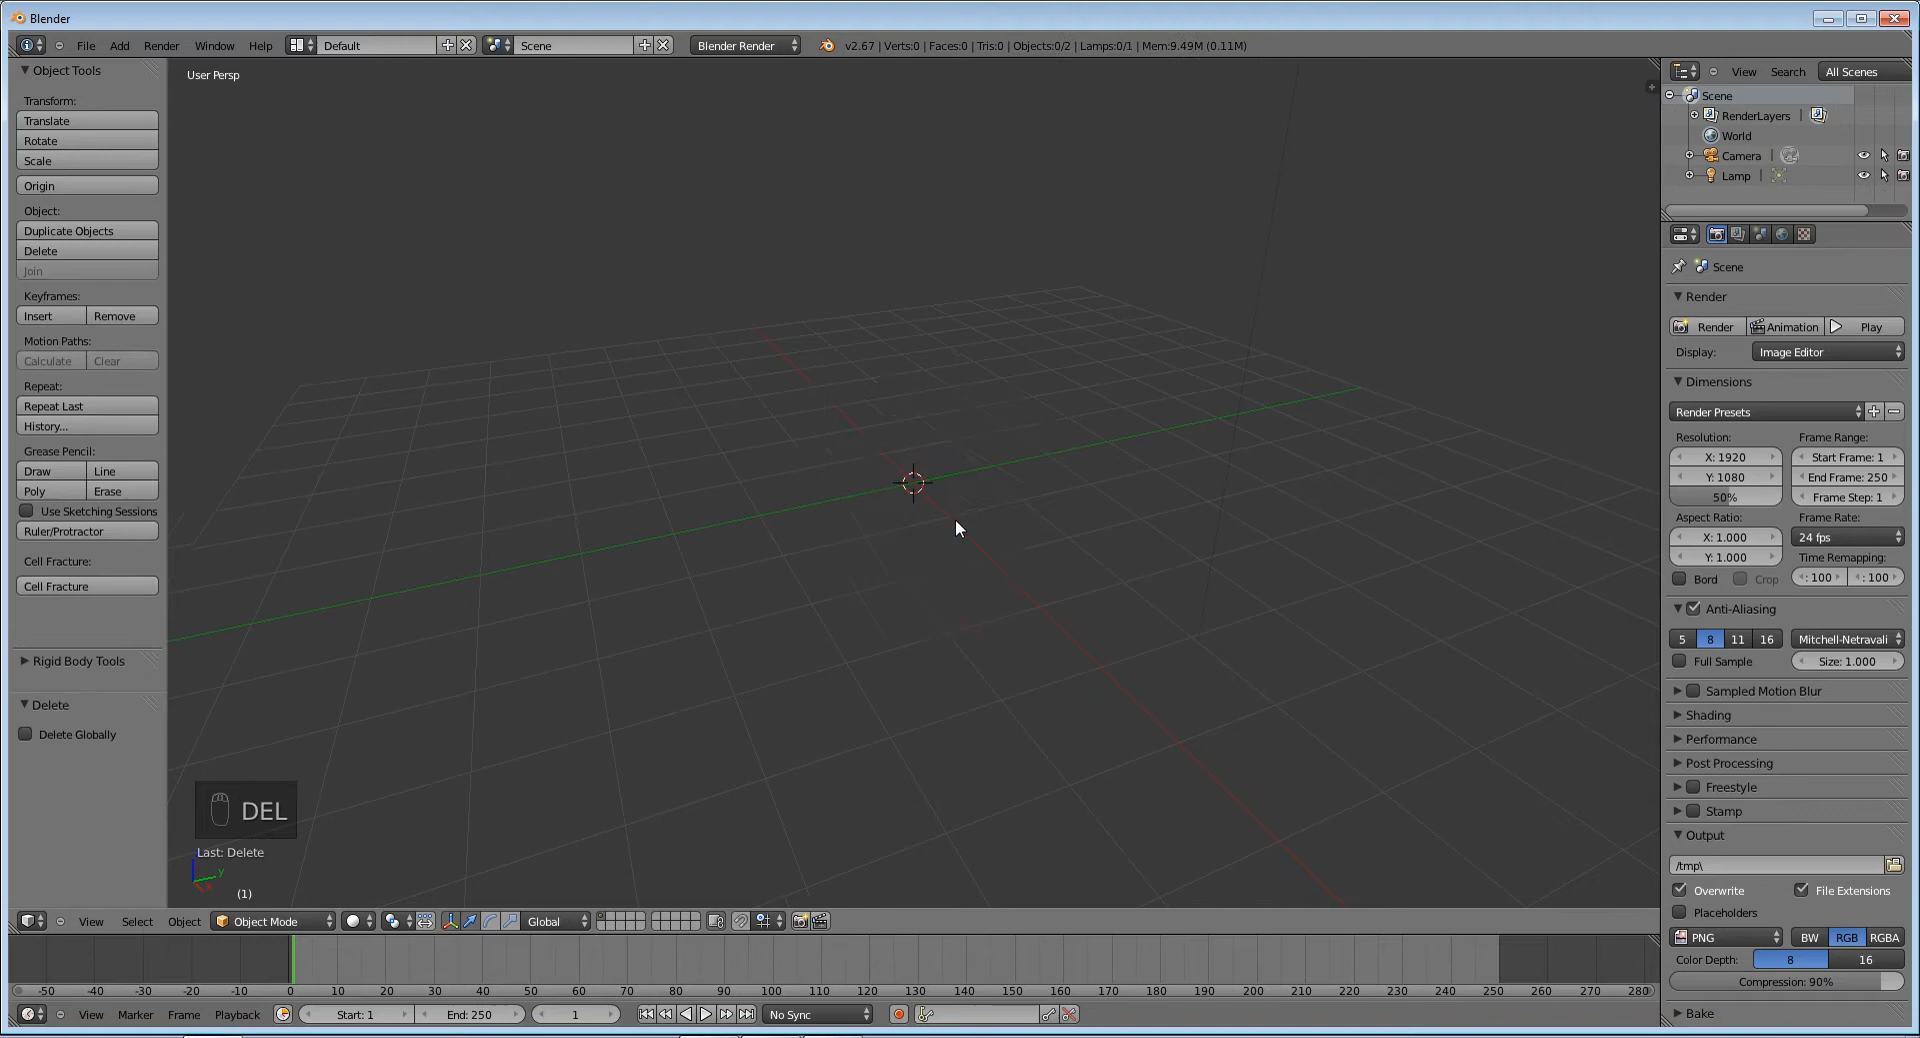 Blender
File Add Render Window Help Default Scene Blender Render v2.67 | Verts:0 | Faces:0 | Tris:0 | Objects:0/2 | Lamps:0/1 | Mem:9.49M (0.11M)
Object Tools
Transform:
Translate
Rotate
Scale
Origin
Object:
Duplicate Objects
Delete
Join
Keyframes:
Insert Remove
Motion Paths:
Calculate Clear
Repeat:
Repeat Last
History...
Grease Pencil:
Draw Line
Poly Erase
Use Sketching Sessions
Ruler/Protractor
Cell Fracture:
Cell Fracture
Rigid Body Tools
Delete
Delete Globally
User Persp
DEL
Last: Delete
y
(1)
View Select Object Object Mode Global
-50 -40 -30 -20 -10 0 10 20 30 40 50 60 70 80 90 100 110 120 130 140 150 160 170 180 190 200 210 220 230 240 250 260 270 280
View Marker Frame Playback Start: 1 End: 250 1 No Sync
View Search All Scenes
Scene
RenderLayers |
World
Camera |
Lamp |
Scene
Render
Render Animation Play
Display: Image Editor
Dimensions
Render Presets
Resolution: Frame Range:
X: 1920 Start Frame: 1
Y: 1080 End Frame: 250
50% Frame Step: 1
Aspect Ratio: Frame Rate:
X: 1.000 24 fps
Y: 1.000 Time Remapping:
Bord Crop : 100 : 100
Anti-Aliasing
5 8 11 16 Mitchell-Netravali
Full Sample Size: 1.000
Sampled Motion Blur
Shading
Performance
Post Processing
Freestyle
Stamp
Output
/tmp\
Overwrite File Extensions
Placeholders
PNG BW RGB RGBA
Color Depth: 8 16
Compression: 90%
Bake